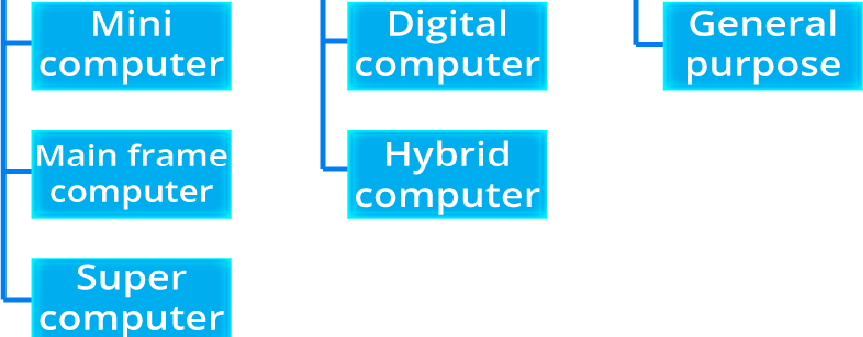 Mini
computer
Main frame
computer
Super
computer
Digital
computer
Hybrid
computer
General
purpose